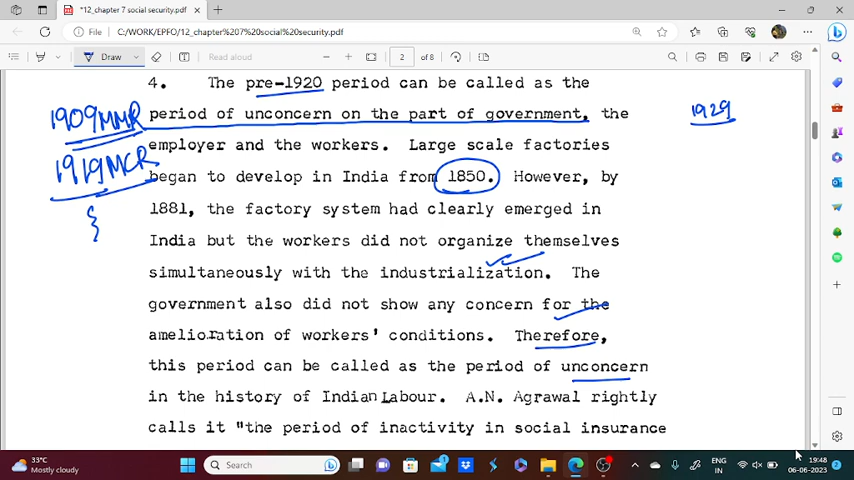 *12_chapter 7 social security.pdf
File
C:/WORK/EPFO/12_chapter%207%20social%20security.pdf
Draw
Read aloud
2
of 8
4. The pre-1920 period can be called as the
1909 MMR
period of unconcern on the part of government, the
1929
employer and the workers. Large scale factories
1919 MCR
began to develop in India from 1850. However, by
1881, the factory system had clearly emerged in
India but the workers did not organize themselves
simultaneously with the industrialization. The
government also did not show any concern for the
amelioration of workers' conditions. Therefore,
this period can be called as the period of unconcern
in the history of Indian Labour. A.N. Agrawal rightly
calls it "the period of inactivity in social insurance
33°C
Mostly cloudy
Search
ENG
IN
19:48
06-06-2023
2